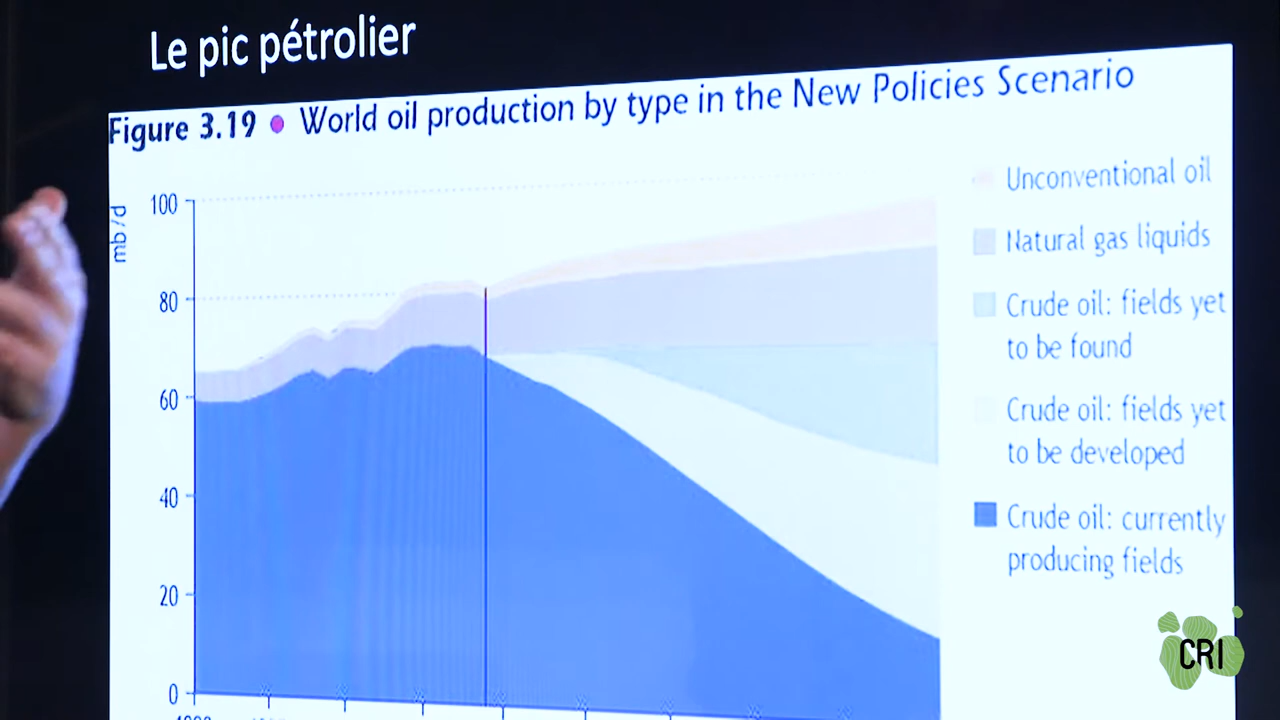 Le pic pétrolier
Figure 3.19 ● World oil production by type in the New Policies Scenario
mb/d
100
80
60
40
20
0
Unconventional oil
Natural gas liquids
Crude oil: fields yet
to be found
Crude oil: fields yet
to be developed
Crude oil: currently
producing fields
CRI